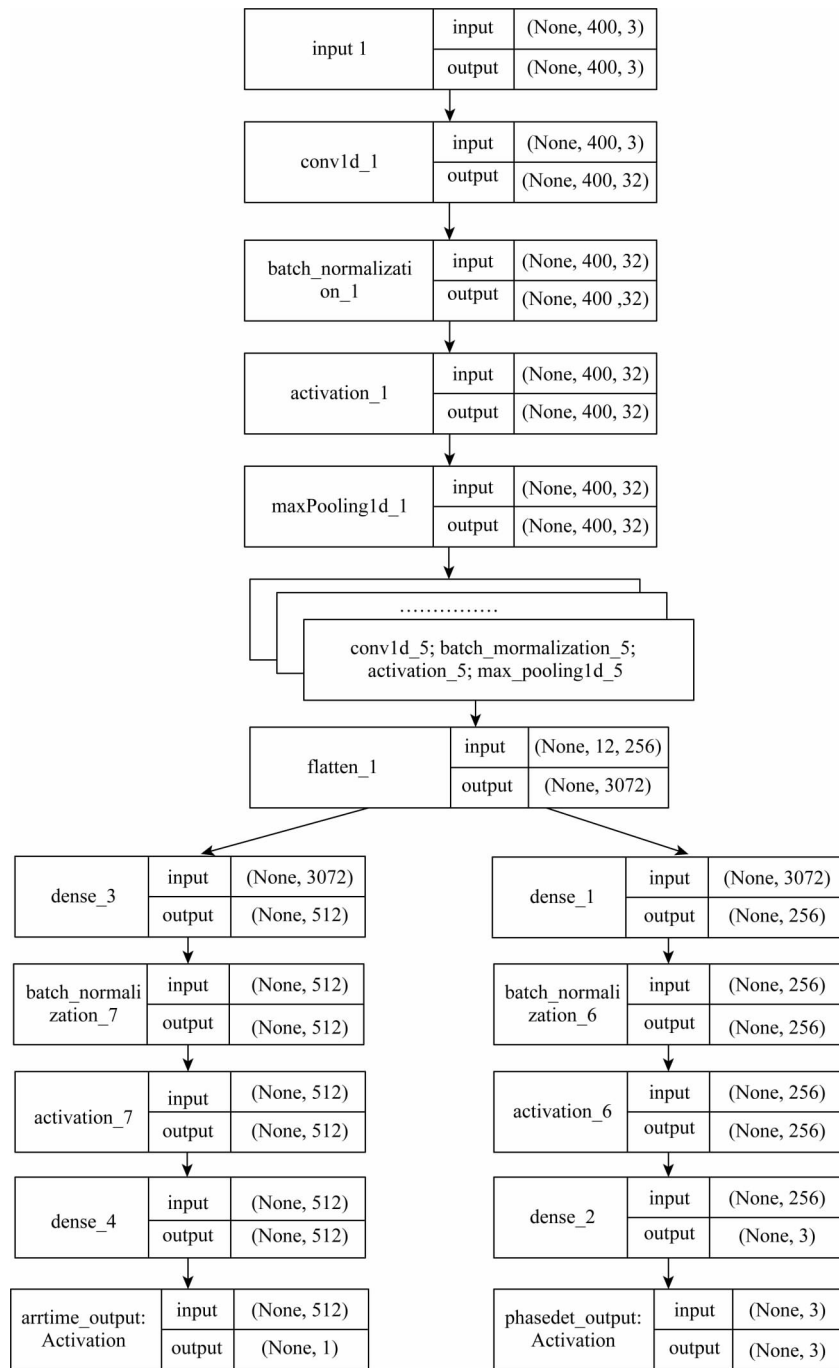 input 1
input
(None, 400, 3)
output
(None, 400, 3)
conv1d_1
input
(None, 400, 3)
output
(None, 400, 32)
batch_normalizati
on_1
input
(None, 400, 32)
output
(None, 400 ,32)
activation_1
input
(None, 400, 32)
output
(None, 400, 32)
maxPooling1d_1
input
(None, 400, 32)
output
(None, 400, 32)
...............
conv1d_5; batch_mormalization_5;
activation_5; max_pooling1d_5
flatten_1
input
(None, 12, 256)
output
(None, 3072)
dense_3
input
(None, 3072)
output
(None, 512)
batch_normali
zation_7
input
(None, 512)
output
(None, 512)
activation_7
input
(None, 512)
output
(None, 512)
dense_4
input
(None, 512)
output
(None, 512)
arrtime_output:
Activation
input
(None, 512)
output
(None, 1)
dense_1
input
(None, 3072)
output
(None, 256)
batch_normali
zation_6
input
(None, 256)
output
(None, 256)
activation_6
input
(None, 256)
output
(None, 256)
dense_2
input
(None, 256)
output
(None, 3)
phasedet_output:
Activation
input
(None, 3)
output
(None, 3)